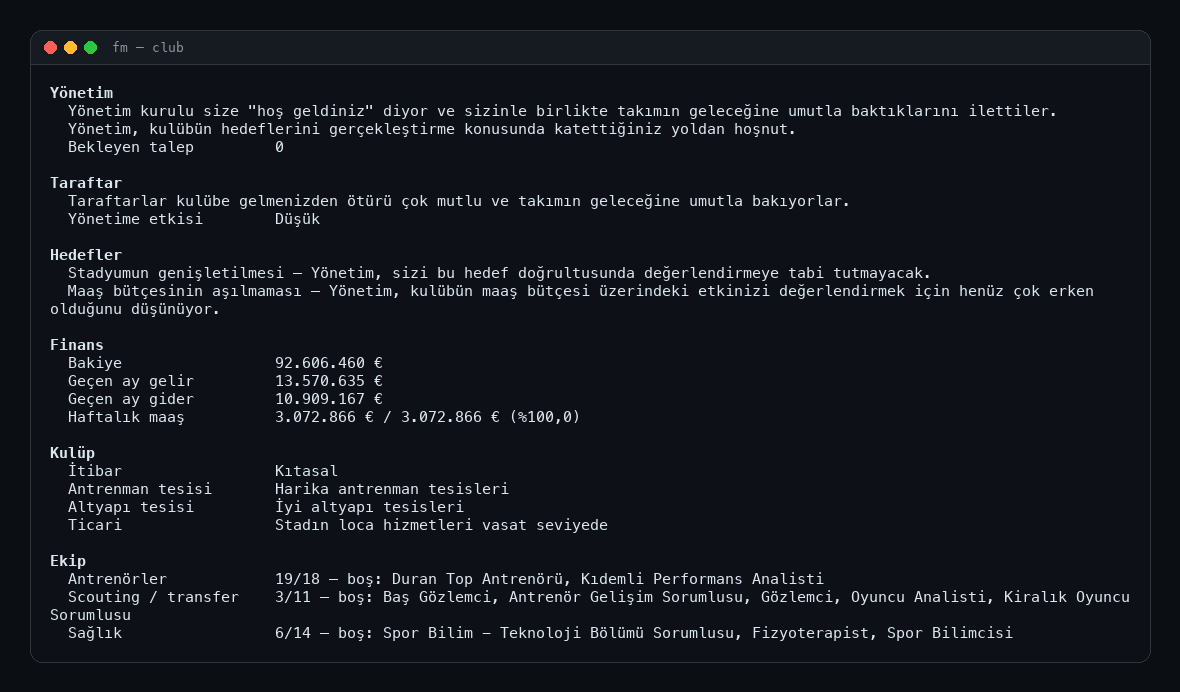 fm — club
Yönetim
Yönetim kurulu size "hoş geldiniz" diyor ve sizinle birlikte takımın geleceğine umutla baktıklarını ilettiler.
Yönetim, kulübün hedeflerini gerçekleştirme konusunda katettiğiniz yoldan hoşnut.
Bekleyen talep 0
Taraftar
Taraftarlar kulübe gelmenizden ötürü çok mutlu ve takımın geleceğine umutla bakıyorlar.
Yönetime etkisi Düşük
Hedefler
Stadyumun genişletilmesi — Yönetim, sizi bu hedef doğrultusunda değerlendirmeye tabi tutmayacak.
Maaş bütçesinin aşılmaması — Yönetim, kulübün maaş bütçesi üzerindeki etkinizi değerlendirmek için henüz çok erken
olduğunu düşünüyor.
Finans
Bakiye 92.606.460 €
Geçen ay gelir 13.570.635 €
Geçen ay gider 10.909.167 €
Haftalık maaş 3.072.866 € / 3.072.866 € (%100,0)
Kulüp
İtibar Kıtasal
Antrenman tesisi Harika antrenman tesisleri
Altyapı tesisi İyi altyapı tesisleri
Ticari Stadın loca hizmetleri vasat seviyede
Ekip
Antrenörler 19/18 — boş: Duran Top Antrenörü, Kıdemli Performans Analisti
Scouting / transfer 3/11 — boş: Baş Gözlemci, Antrenör Gelişim Sorumlusu, Gözlemci, Oyuncu Analisti, Kiralık Oyuncu
Sorumlusu
Sağlık 6/14 — boş: Spor Bilim - Teknoloji Bölümü Sorumlusu, Fizyoterapist, Spor Bilimcisi